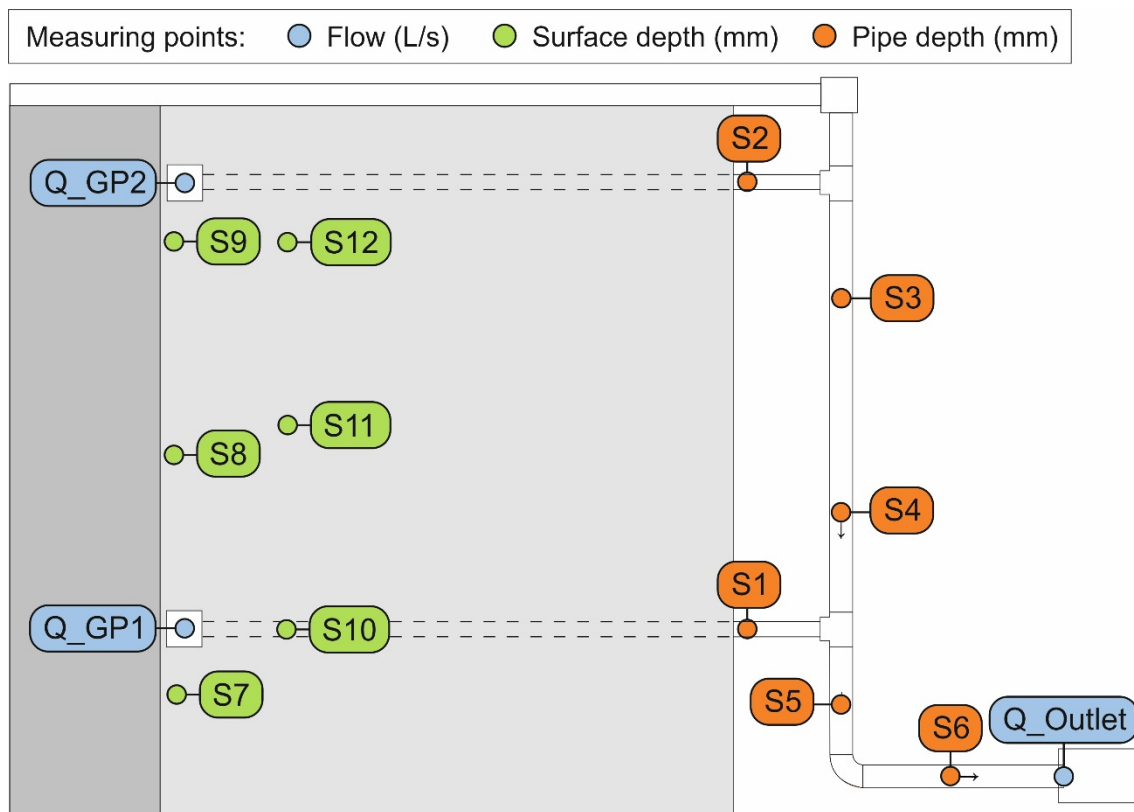 Measuring points: Flow (L/s) Surface depth (mm) Pipe depth (mm)
S2
Q_GP2
S9
S12
S3
S11
S8
S4
S1
Q_GP1
S10
S7
S5
Q_Outlet
S6